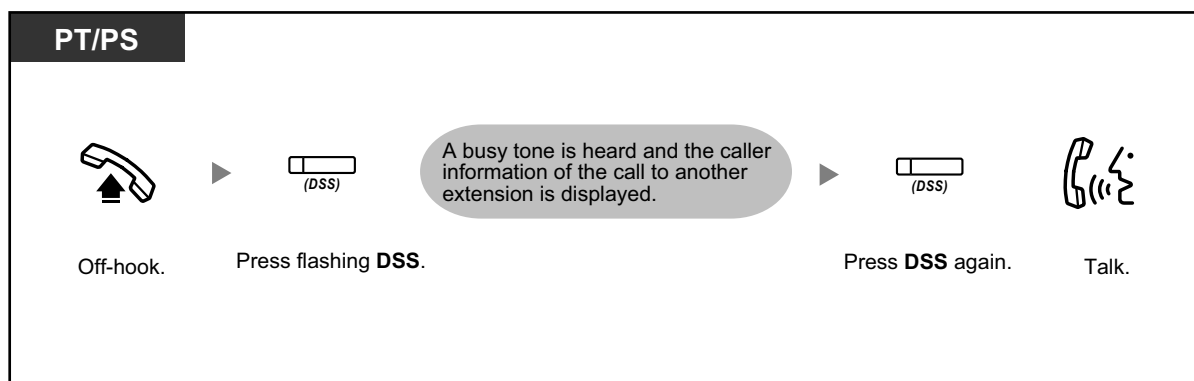 PT/PS
A busy tone is heard and the caller
information of the call to another
extension is displayed.
(DSS)
(DSS)
Off-hook.
Press flashing DSS.
Press DSS again.
Talk.